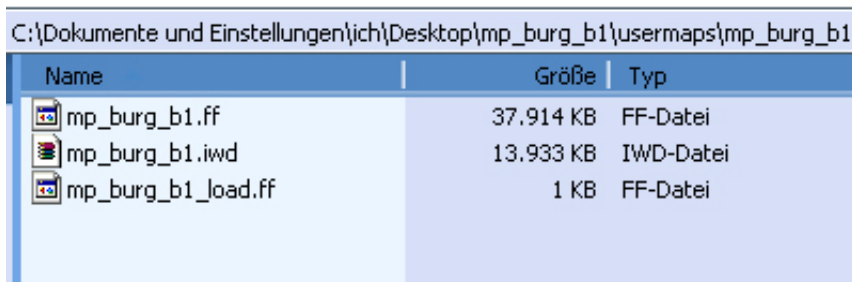 C:\Dokumente und Einstellungen\ich\Desktop\mp_burg_b1\usermaps\mp_burg_b1
Name Größe Typ
mp_burg_b1.ff 37.914 KB FF-Datei
mp_burg_b1.iwd 13.933 KB IWD-Datei
mp_burg_b1_load.ff 1 KB FF-Datei